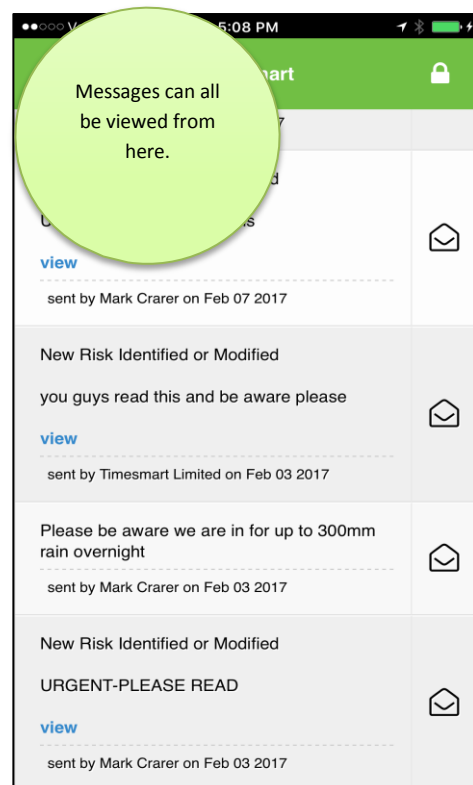 5:08 PM
Messages can all
be viewed from
here.
view
sent by Mark Crarer on Feb 07 2017
New Risk Identified or Modified
you guys read this and be aware please
view
sent by Timesmart Limited on Feb 03 2017
Please be aware we are in for up to 300mm
rain overnight
sent by Mark Crarer on Feb 03 2017
New Risk Identified or Modified
URGENT-PLEASE READ
view
sent by Mark Crarer on Feb 03 2017